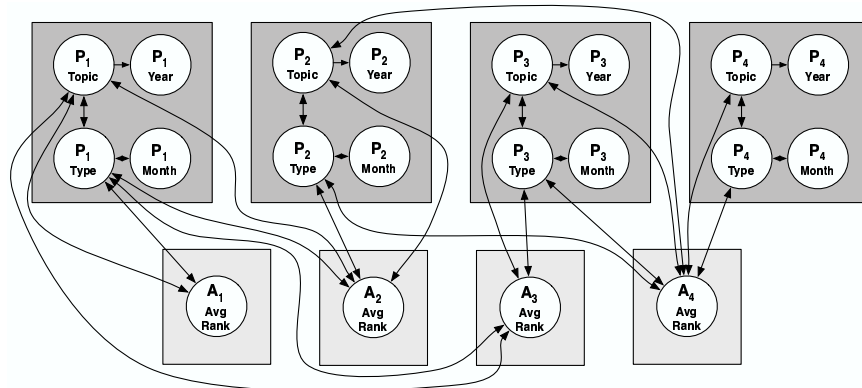 P1 Topic
P1 Year
P1 Type
P1 Month
P2 Topic
P2 Year
P2 Type
P2 Month
P3 Topic
P3 Year
P3 Type
P3 Month
P4 Topic
P4 Year
P4 Type
P4 Month
A1
Avg
Rank
A2
Avg
Rank
A3
Avg
Rank
A4
Avg
Rank